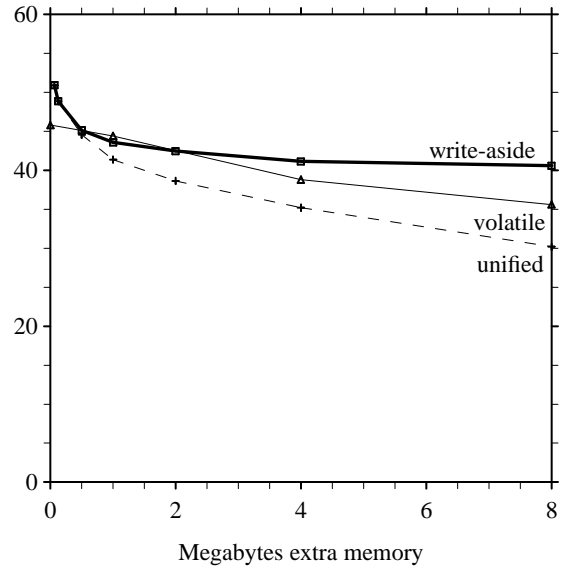 60
40
write-aside
volatile
unified
20
0
0 2 4 6 8
Megabytes extra memory